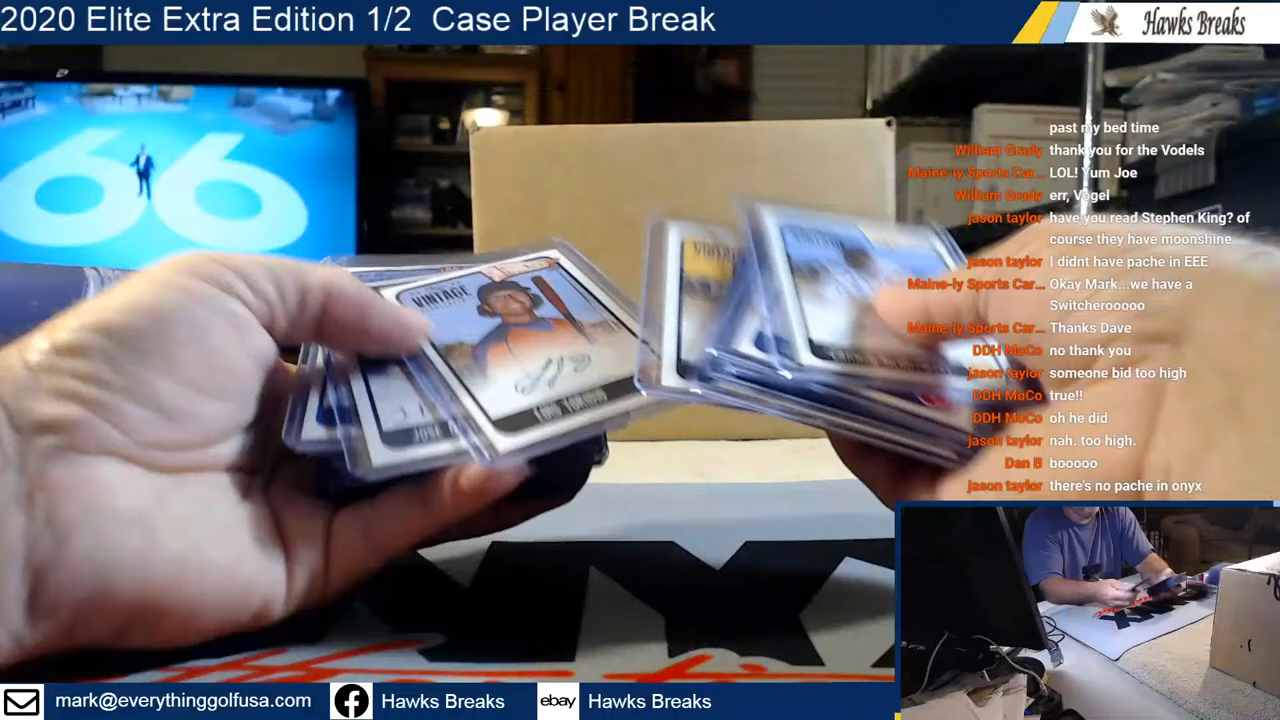 2020 Elite Extra Edition 1/2 Case Player Break
Hawks Breaks
66
past my bed time
William Grady thank you for the Vodels
Maine-ly Sports Car... LOL! Yum Joe
William Grady err, Vogel
jason taylor have you read Stephen King? of
course they have moonshine
jason taylor I didnt have pache in EEE
Maine-ly Sports Car... Okay Mark...we have a
Switcherooooo
Maine-ly Sports Car... Thanks Dave
DDH MoCo no thank you
jason taylor someone bid too high
DDH MoCo true!!
DDH MoCo oh he did
jason taylor nah. too high.
Dan B booooo
jason taylor there's no pache in onyx
VINTAGE
LUIS TORIBIO
JOSE
mark@everythinggolfusa.com
Hawks Breaks
ebay
Hawks Breaks